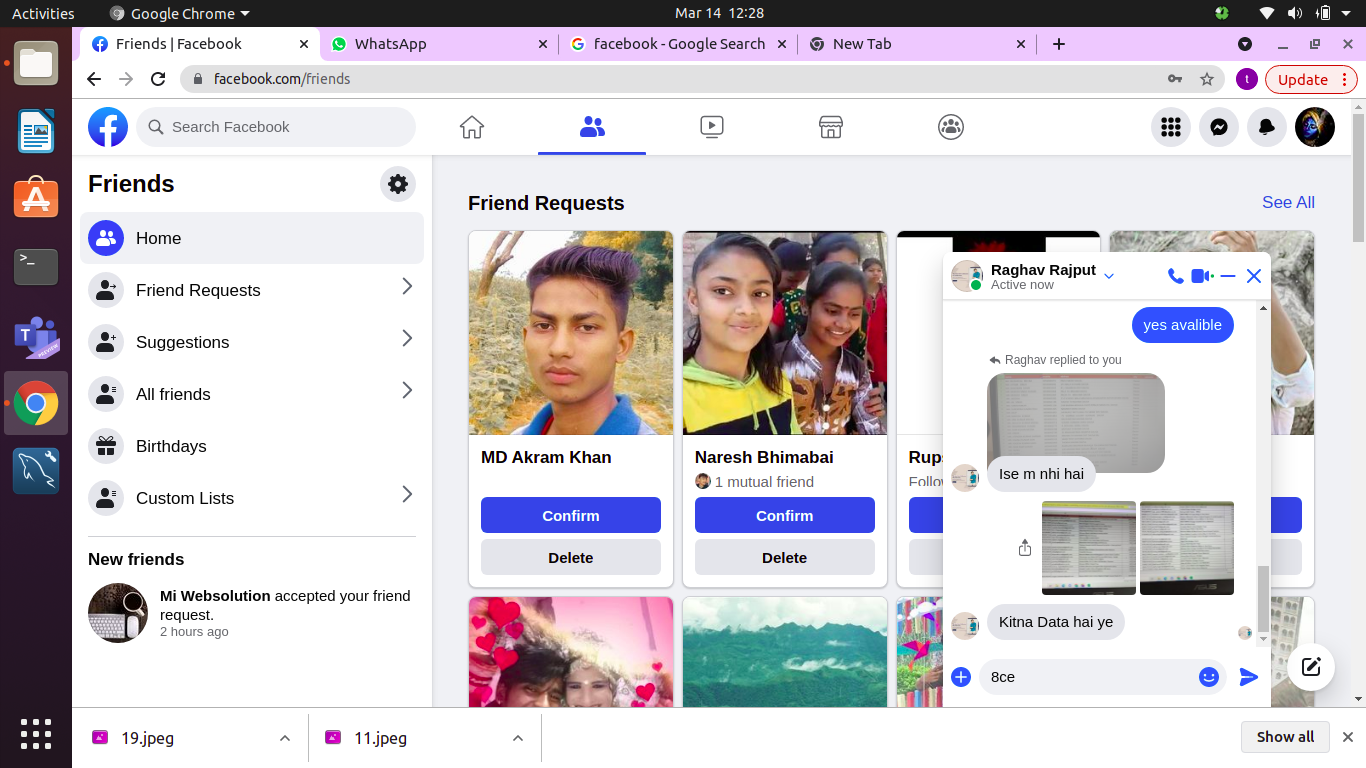 Activities
Google Chrome
Mar 14 12:28
Friends | Facebook
WhatsApp
facebook - Google Search
New Tab
facebook.com/friends
t
Update
Search Facebook
Friends
Home
Friend Requests
Suggestions
All friends
Birthdays
Custom Lists
New friends
Mi Websolution accepted your friend
request.
2 hours ago
Friend Requests
See All
MD Akram Khan
Confirm
Delete
Naresh Bhimabai
1 mutual friend
Confirm
Delete
Raghav Rajput
Active now
yes avalible
Raghav replied to you
Ise m nhi hai
Kitna Data hai ye
8ce
19.jpeg
11.jpeg
Show all